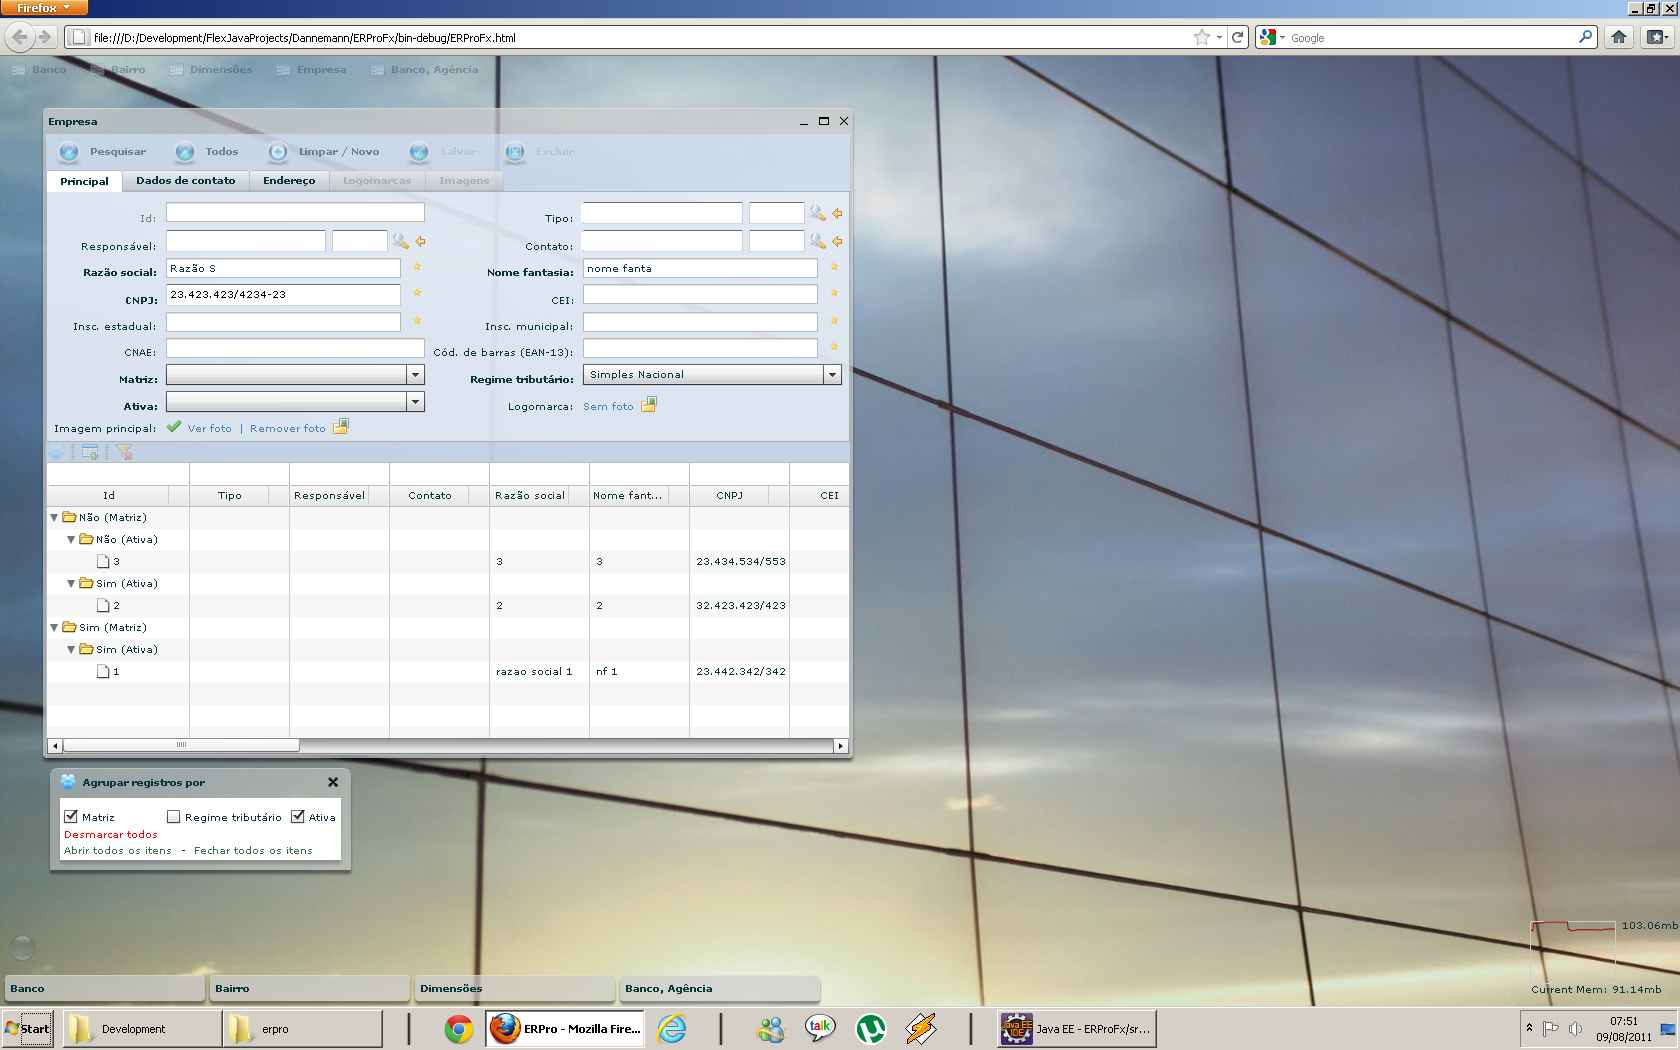 Firefox
file:///D:/Development/FlexJavaProjects/Dannemann/ERProFx/bin-debug/ERProFx.html
Google
Banco Bairro Dimensões Empresa Banco, Agência
Empresa
Pesquisar Todos Limpar / Novo Salvar Excluir
Principal Dados de contato Endereço Logomarcas Imagens
Id: Tipo:
Responsável: Contato:
Razão social: Razão S Nome fantasia: nome fanta
CNPJ: 23.423.423/4234-23 CEI:
Insc. estadual: Insc. municipal:
CNAE: Cód. de barras (EAN-13):
Matriz: Regime tributário: Simples Nacional
Ativa: Logomarca: Sem foto
Imagem principal: Ver foto | Remover foto
Id Tipo Responsável Contato Razão social Nome fant... CNPJ CEI
Não (Matriz)
Não (Ativa)
3 3 3 23.434.534/553
Sim (Ativa)
2 2 2 32.423.423/423
Sim (Matriz)
Sim (Ativa)
1 razao social 1 nf 1 23.442.342/342
Agrupar registros por
Matriz Regime tributário Ativa
Desmarcar todos
Abrir todos os itens - Fechar todos os itens
103.06mb
Banco Bairro Dimensões Banco, Agência
Current Mem: 91.14mb
Start Development erpro ERPro - Mozilla Fire... talk Java EE IDE Java EE - ERProFx/sr... 07:51
09/08/2011